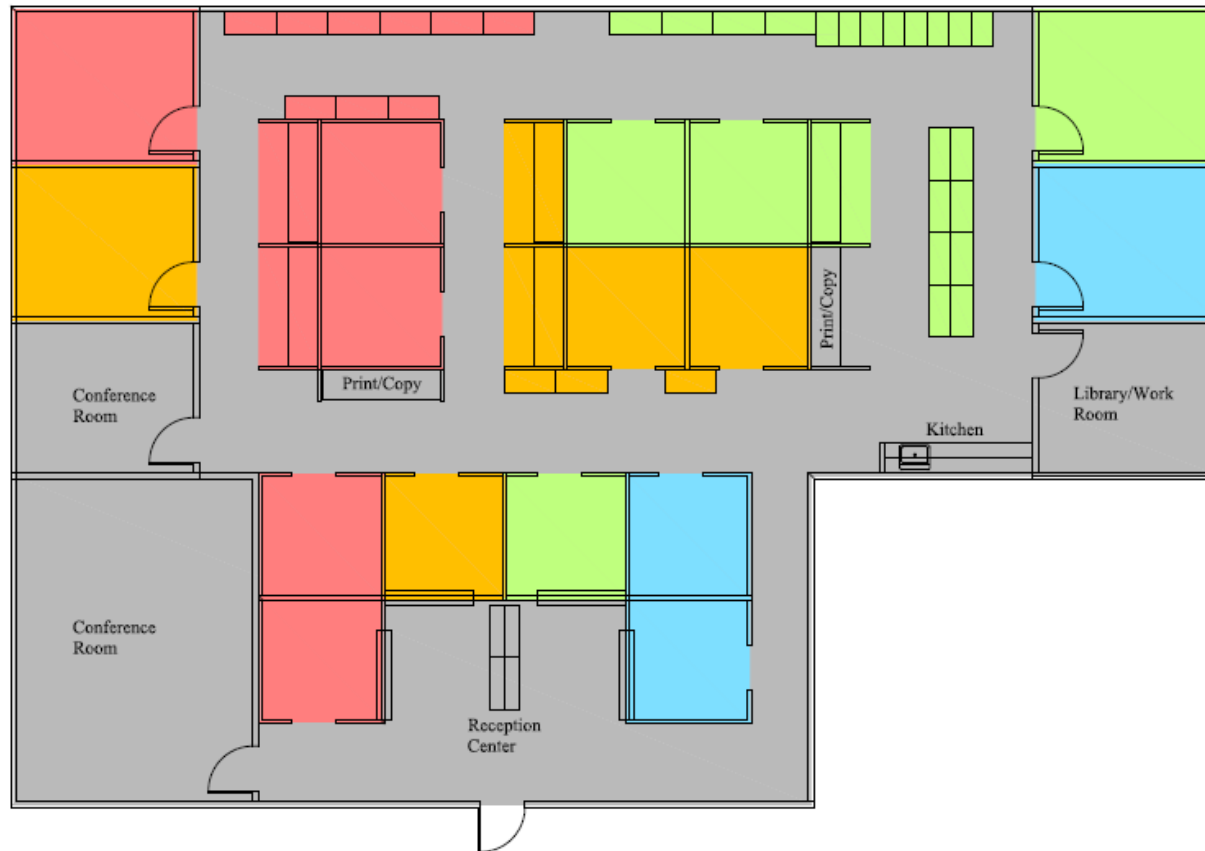 Print/Copy
Print/Copy
Conference
Room
Library/Work
Room
Kitchen
Conference
Room
Reception
Center